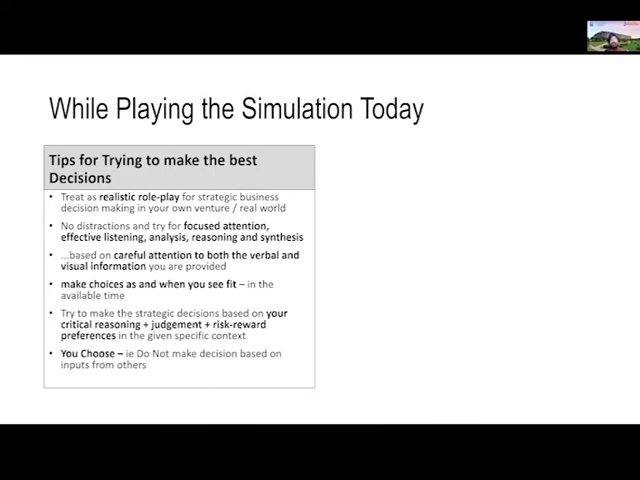 While Playing the Simulation Today
Tips for Trying to make the best
Decisions
• Treat as realistic role-play for strategic business
decision making in your own venture / real world
• No distractions and try for focused attention,
effective listening, analysis, reasoning and synthesis
• ...based on careful attention to both the verbal and
visual information you are provided
• make choices as and when you see fit – in the
available time
• Try to make the strategic decisions based on your
critical reasoning + judgement + risk-reward
preferences in the given specific context
• You Choose – ie Do Not make decision based on
inputs from others